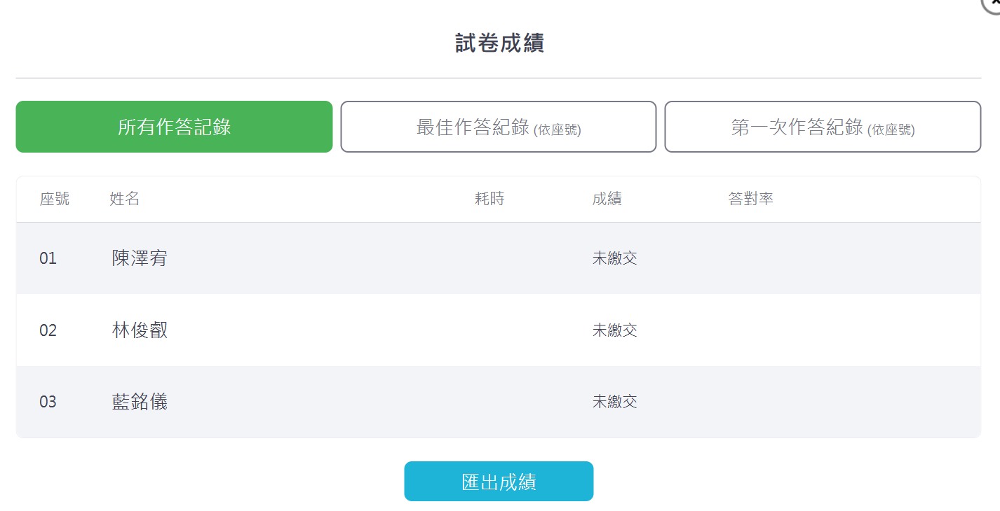 試卷成績
所有作答記錄 最佳作答紀錄 (依座號) 第一次作答紀錄 (依座號)
座號 姓名 耗時 成績 答對率
01 陳澤宥 未繳交
02 林俊叡 未繳交
03 藍銘儀 未繳交
匯出成績